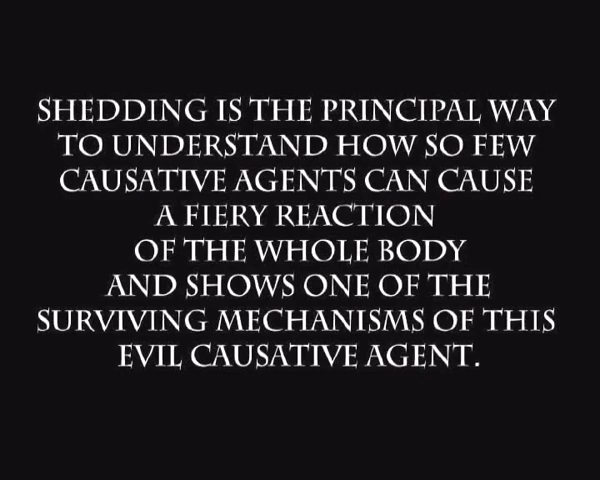 SHEDDING IS THE PRINCIPAL WAY
TO UNDERSTAND HOW SO FEW
CAUSATIVE AGENTS CAN CAUSE
A FIERY REACTION
OF THE WHOLE BODY
AND SHOWS ONE OF THE
SURVIVING MECHANISMS OF THIS
EVIL CAUSATIVE AGENT.